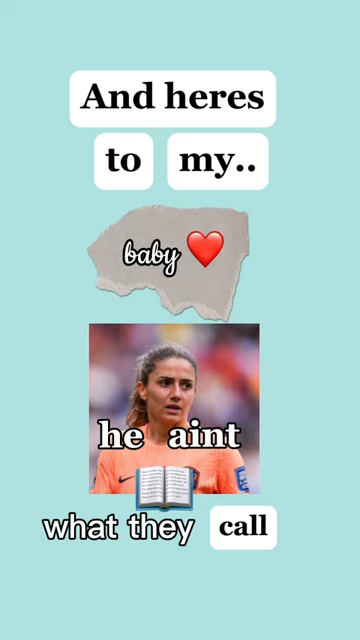 And heres
to my..
baby ❤️
he aint
what they call